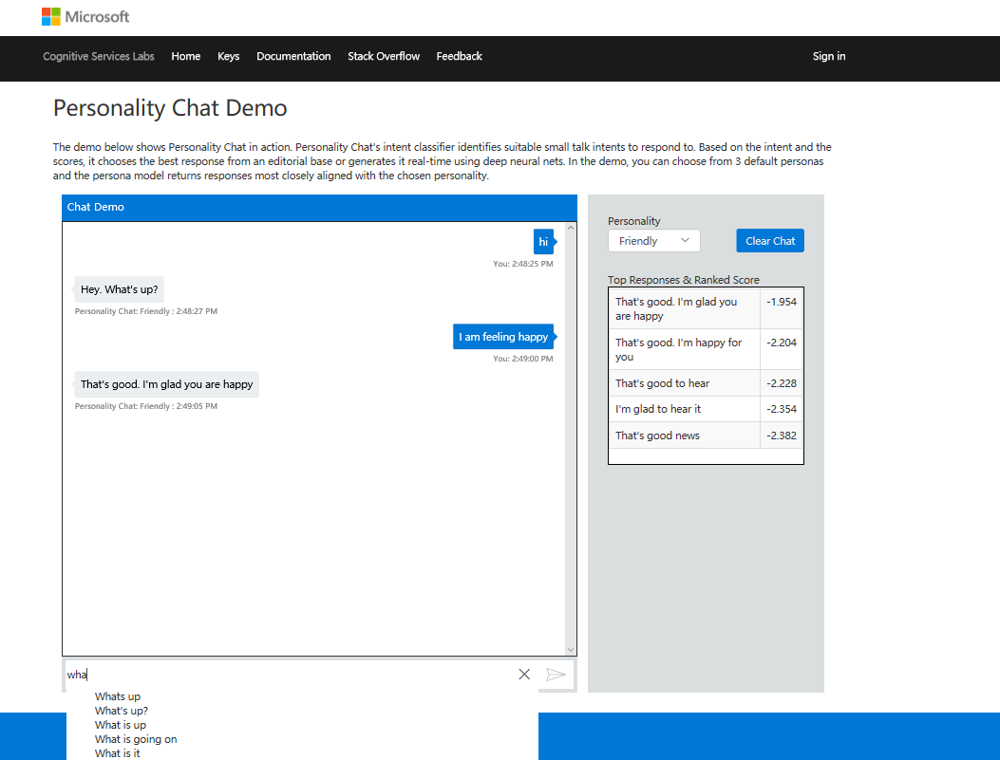 Microsoft
Cognitive Services Labs Home Keys Documentation Stack Overflow Feedback Sign in
Personality Chat Demo
The demo below shows Personality Chat in action. Personality Chat's intent classifier identifies suitable small talk intents to respond to. Based on the intent and the
scores, it chooses the best response from an editorial base or generates it real-time using deep neural nets. In the demo, you can choose from 3 default personas
and the persona model returns responses most closely aligned with the chosen personality.
Chat Demo
hi
You: 2:48:25 PM
Hey. What's up?
Personality Chat: Friendly : 2:48:27 PM
I am feeling happy
You: 2:49:00 PM
That's good. I'm glad you are happy
Personality Chat: Friendly : 2:49:05 PM
wha
Whats up
What's up?
What is up
What is going on
What is it
Personality
Friendly
Clear Chat
Top Responses & Ranked Score
That's good. I'm glad you -1.954
are happy
That's good. I'm happy for -2.204
you
That's good to hear -2.228
I'm glad to hear it -2.354
That's good news -2.382